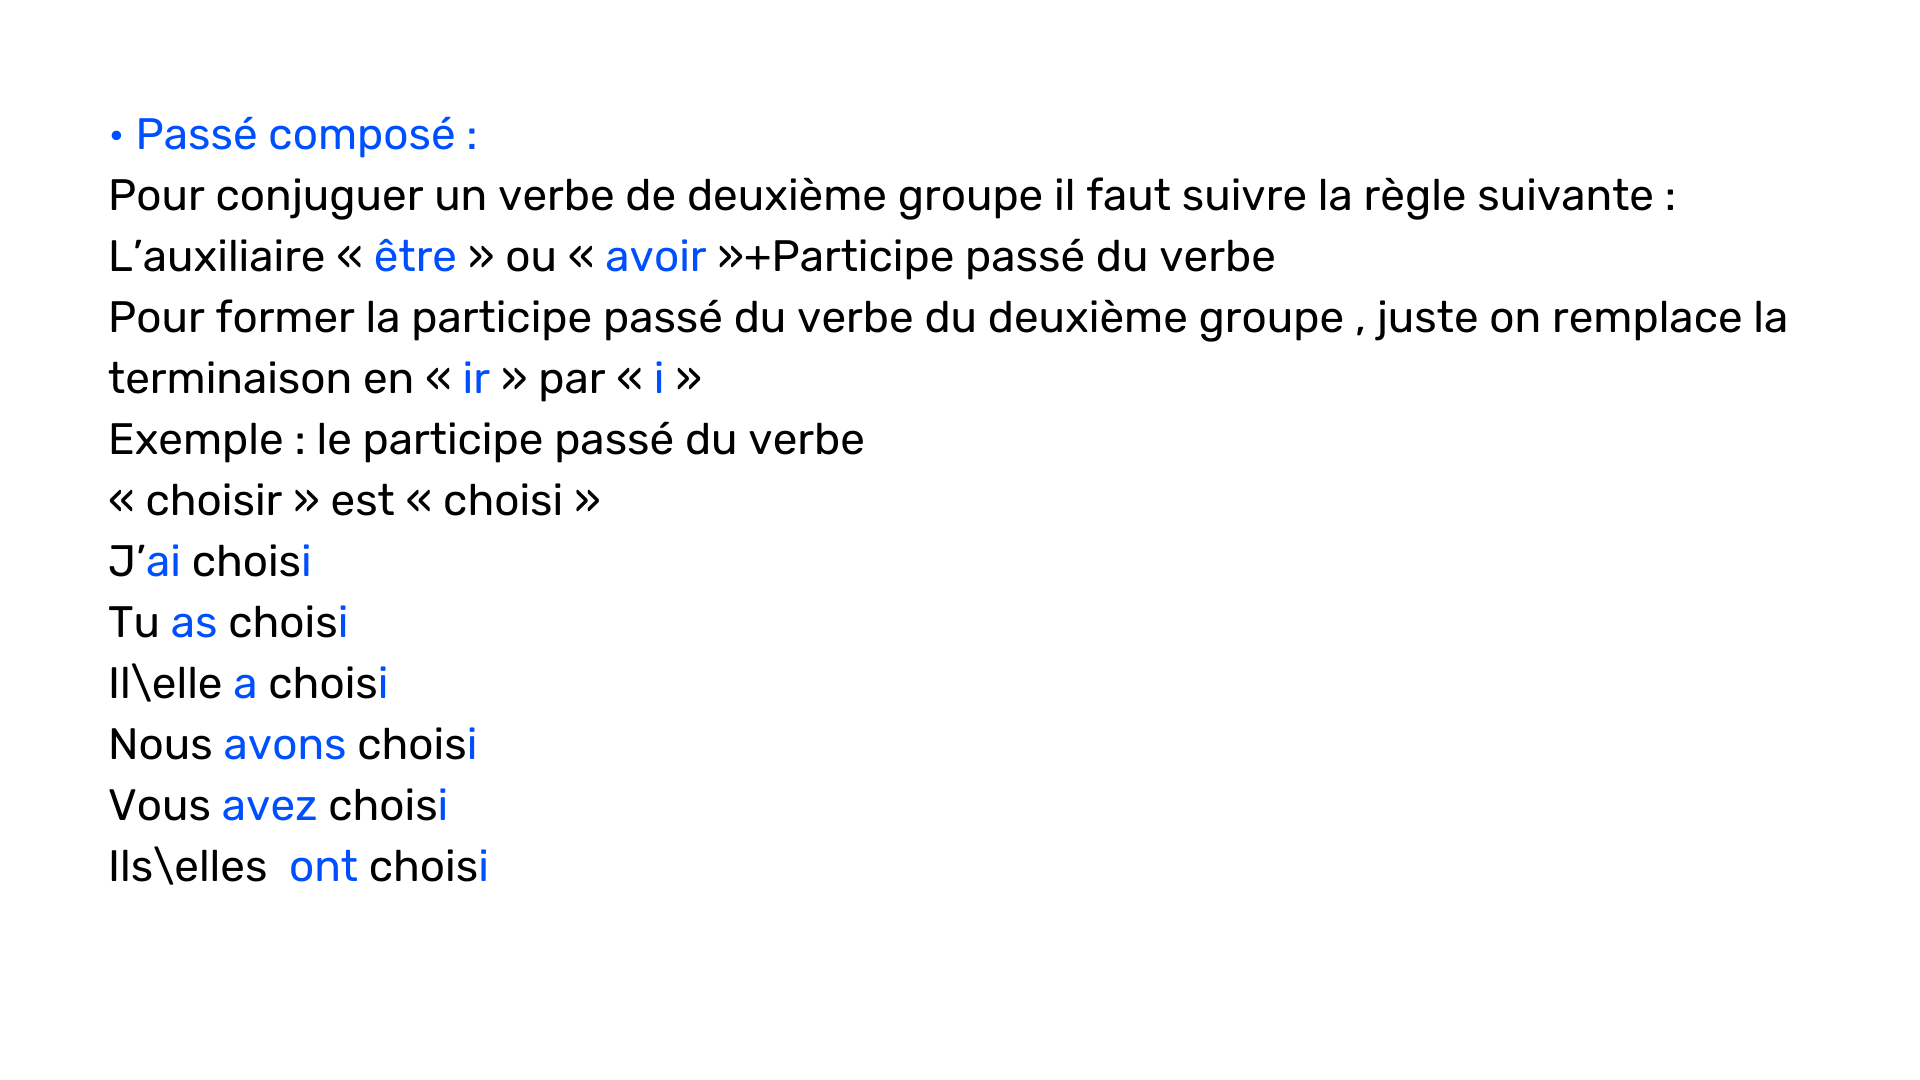 • Passé composé :
Pour conjuguer un verbe de deuxième groupe il faut suivre la règle suivante :
L’auxiliaire « être » ou « avoir »+Participe passé du verbe
Pour former la participe passé du verbe du deuxième groupe , juste on remplace la
terminaison en « ir » par « i »
Exemple : le participe passé du verbe
« choisir » est « choisi »
J’ai choisi
Tu as choisi
Il\elle a choisi
Nous avons choisi
Vous avez choisi
Ils\elles  ont choisi